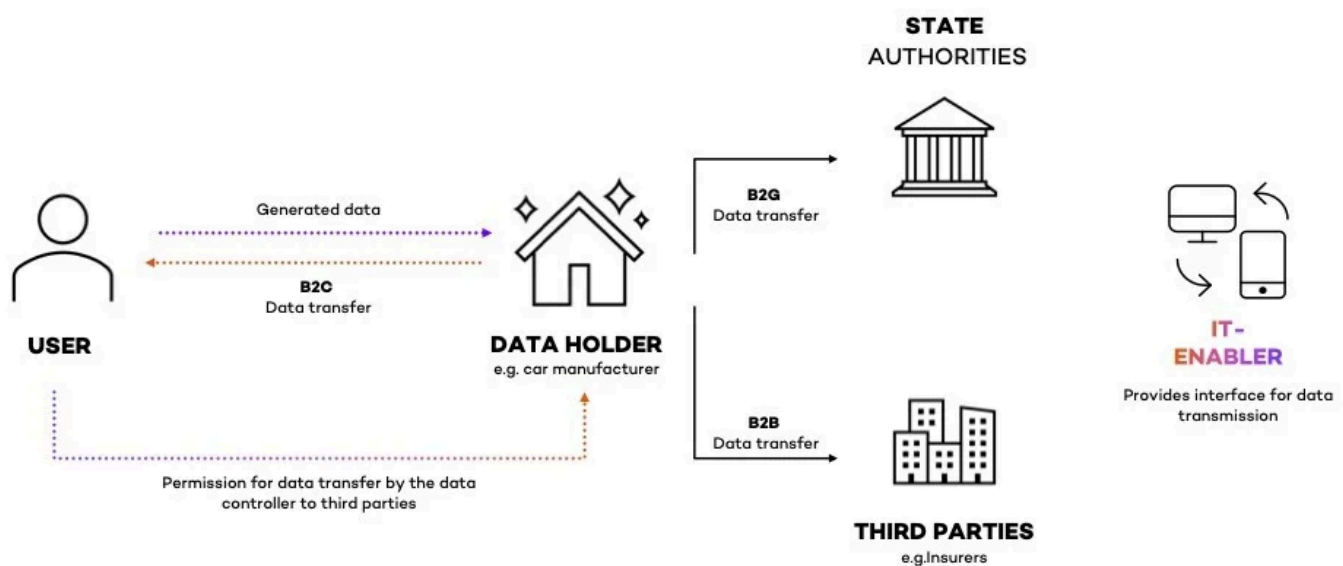 STATE
AUTHORITIES
Generated data
B2C
Data transfer
USER
DATA HOLDER
e.g. car manufacturer
B2G
Data transfer
IT-
ENABLER
Provides interface for data
transmission
B2B
Data transfer
Permission for data transfer by the data
controller to third parties
THIRD PARTIES
e.g.Insurers